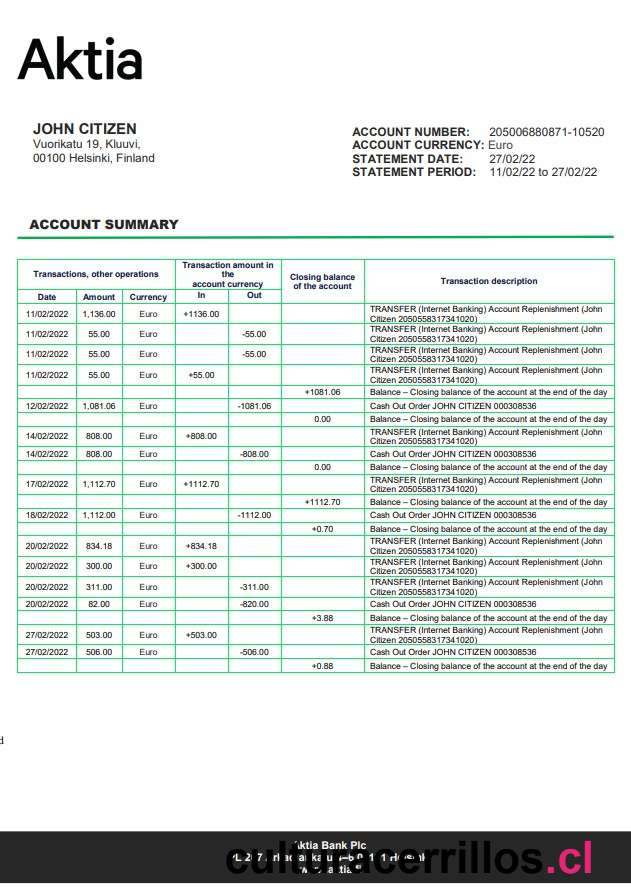 Aktia
JOHN CITIZEN
Vuorikatu 19, Kluuvi,
00100 Helsinki, Finland
ACCOUNT NUMBER: 205006880871-10520
ACCOUNT CURRENCY: Euro
STATEMENT DATE: 27/02/22
STATEMENT PERIOD: 11/02/22 to 27/02/22
ACCOUNT SUMMARY
Transactions, other operations
Transaction amount in
the
account currency
Closing balance
of the account
Transaction description
Date Amount Currency In Out
11/02/2022 1,136.00 Euro +1136.00 TRANSFER (Internet Banking) Account Replenishment (John
Citizen 2050558317341020)
11/02/2022 55.00 Euro -55.00 TRANSFER (Internet Banking) Account Replenishment (John
Citizen 2050558317341020)
11/02/2022 55.00 Euro -55.00 TRANSFER (Internet Banking) Account Replenishment (John
Citizen 2050558317341020)
11/02/2022 55.00 Euro +55.00 TRANSFER (Internet Banking) Account Replenishment (John
Citizen 2050558317341020)
+1081.06 Balance – Closing balance of the account at the end of the day
12/02/2022 1,081.06 Euro -1081.06 Cash Out Order JOHN CITIZEN 000308536
0.00 Balance – Closing balance of the account at the end of the day
14/02/2022 808.00 Euro +808.00 TRANSFER (Internet Banking) Account Replenishment (John
Citizen 2050558317341020)
14/02/2022 808.00 Euro -808.00 Cash Out Order JOHN CITIZEN 000308536
0.00 Balance – Closing balance of the account at the end of the day
17/02/2022 1,112.70 Euro +1112.70 TRANSFER (Internet Banking) Account Replenishment (John
Citizen 2050558317341020)
+1112.70 Balance – Closing balance of the account at the end of the day
18/02/2022 1,112.00 Euro -1112.00 Cash Out Order JOHN CITIZEN 000308536
+0.70 Balance – Closing balance of the account at the end of the day
20/02/2022 834.18 Euro +834.18 TRANSFER (Internet Banking) Account Replenishment (John
Citizen 2050558317341020)
20/02/2022 300.00 Euro +300.00 TRANSFER (Internet Banking) Account Replenishment (John
Citizen 2050558317341020)
20/02/2022 311.00 Euro -311.00 TRANSFER (Internet Banking) Account Replenishment (John
Citizen 2050558317341020)
20/02/2022 82.00 Euro -820.00 Cash Out Order JOHN CITIZEN 000308536
+3.88 Balance – Closing balance of the account at the end of the day
27/02/2022 503.00 Euro +503.00 TRANSFER (Internet Banking) Account Replenishment (John
Citizen 2050558317341020)
27/02/2022 506.00 Euro -506.00 Cash Out Order JOHN CITIZEN 000308536
+0.88 Balance – Closing balance of the account at the end of the day
d
Aktia Bank Plc
culturacerrillos.cl